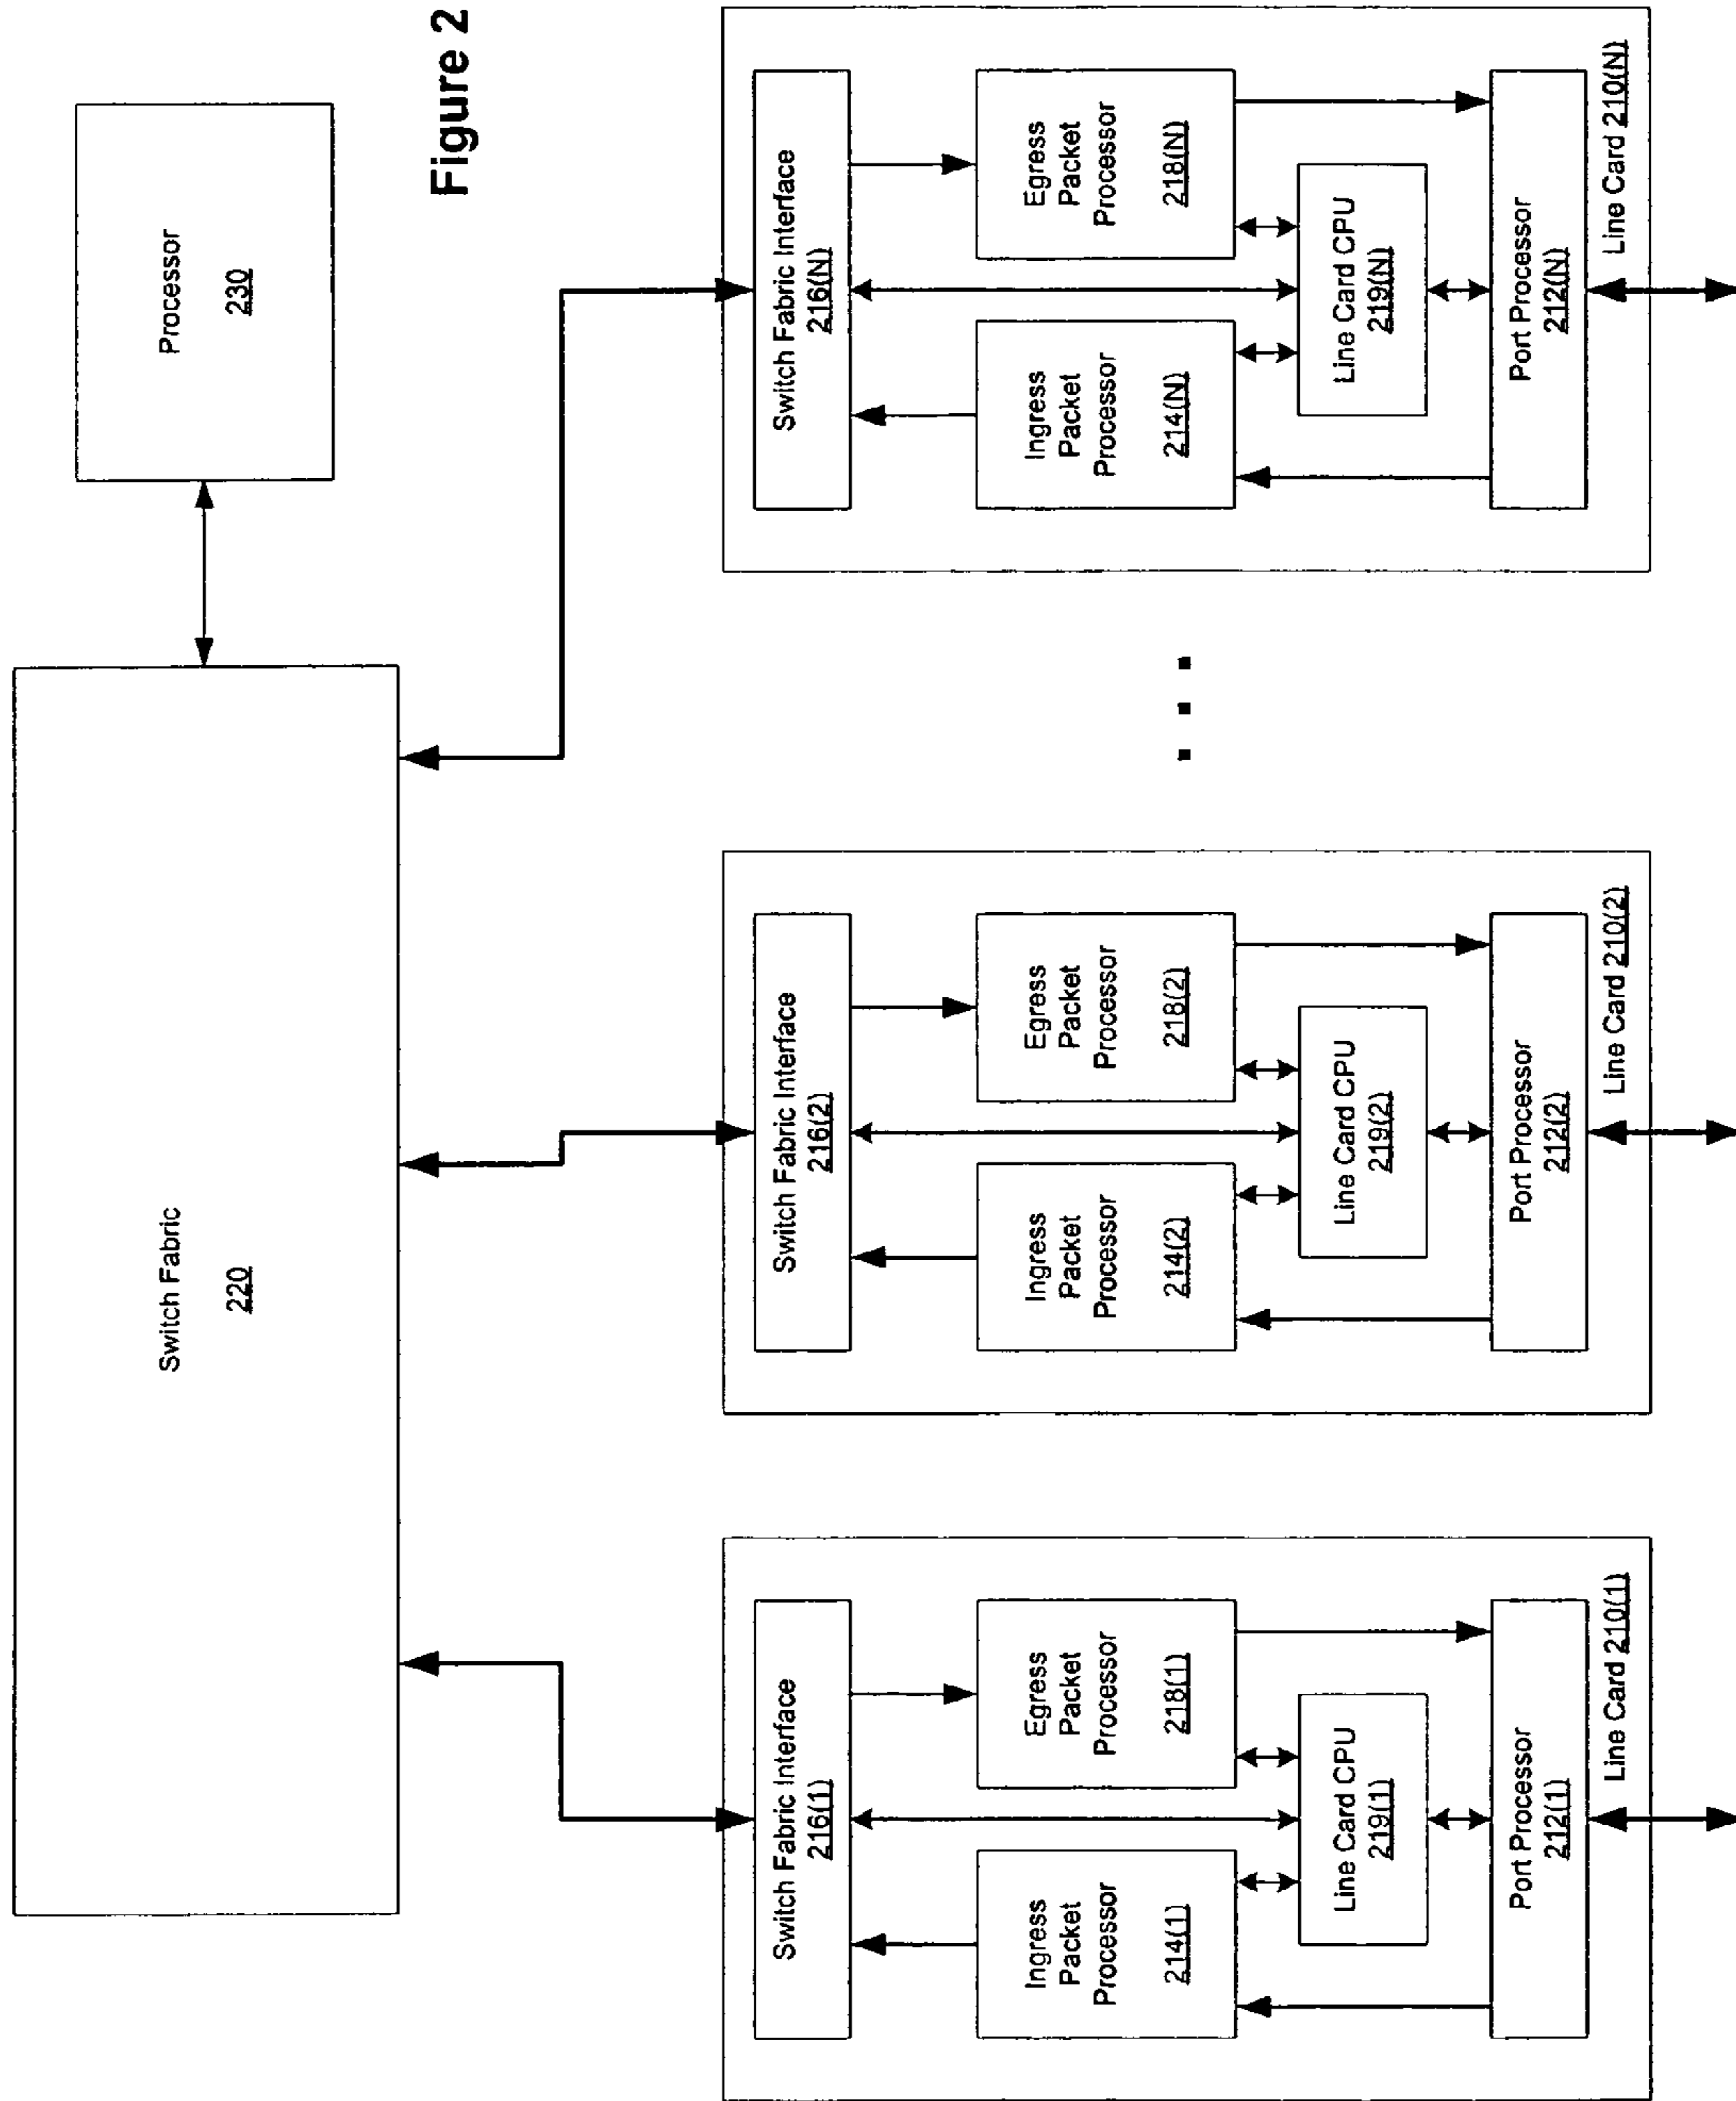 Switch Fabric
220
Processor
230
Figure 2
Switch Fabric Interface
216(1)
Ingress
Packet
Processor
214(1)
Egress
Packet
Processor
218(1)
Line Card CPU
219(1)
Port Processor
212(1)
Line Card 210(1)
Switch Fabric Interface
216(2)
Ingress
Packet
Processor
214(2)
Egress
Packet
Processor
218(2)
Line Card CPU
219(2)
Port Processor
212(2)
Line Card 210(2)
Switch Fabric Interface
216(N)
Ingress
Packet
Processor
214(N)
Egress
Packet
Processor
218(N)
Line Card CPU
219(N)
Port Processor
212(N)
Line Card 210(N)